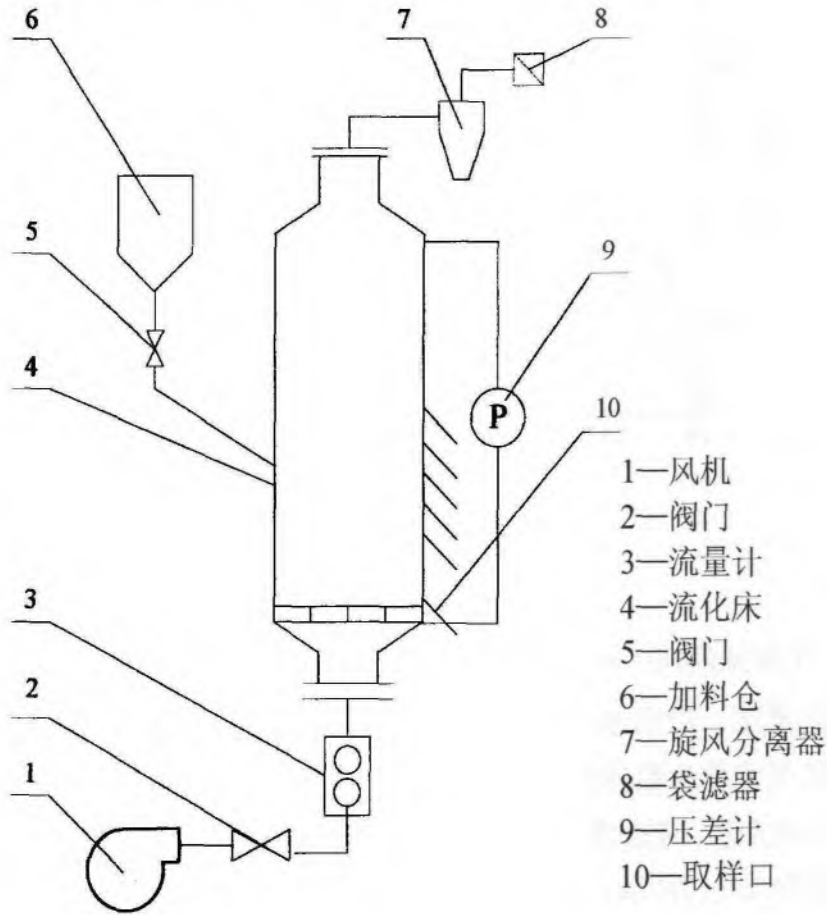 6
7
8
5
9
4
10
P
3
2
1
1—风机
2—阀门
3—流量计
4—流化床
5—阀门
6—加料仓
7—旋风分离器
8—袋滤器
9—压差计
10—取样口